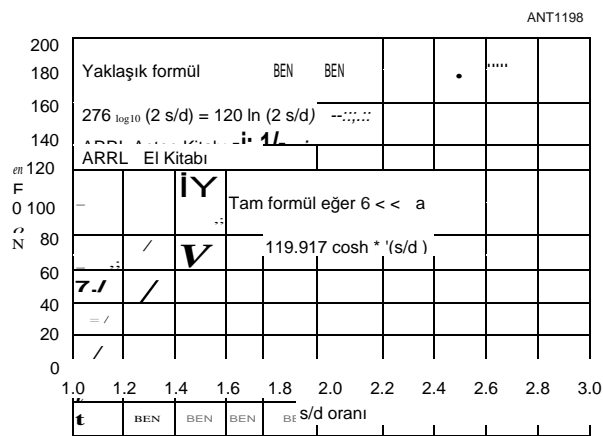 ANT1198
200
180
Yaklaşık formül BEN BEN
160
276 log10 (2 s/d) = 120 ln (2 s/d) --::;.::
140
ARRL El Kitabı
120
İY
100
Tam formül eğer 6 < < a
80
V
119.917 cosh * '(s/d )
60
7./ /
40
= /
20
/
0
1.0 1.2 1.4 1.6 1.8 2.0 2.2 2.4 2.6 2.8 3.0
t BEN BEN BEN BE s/d oranı